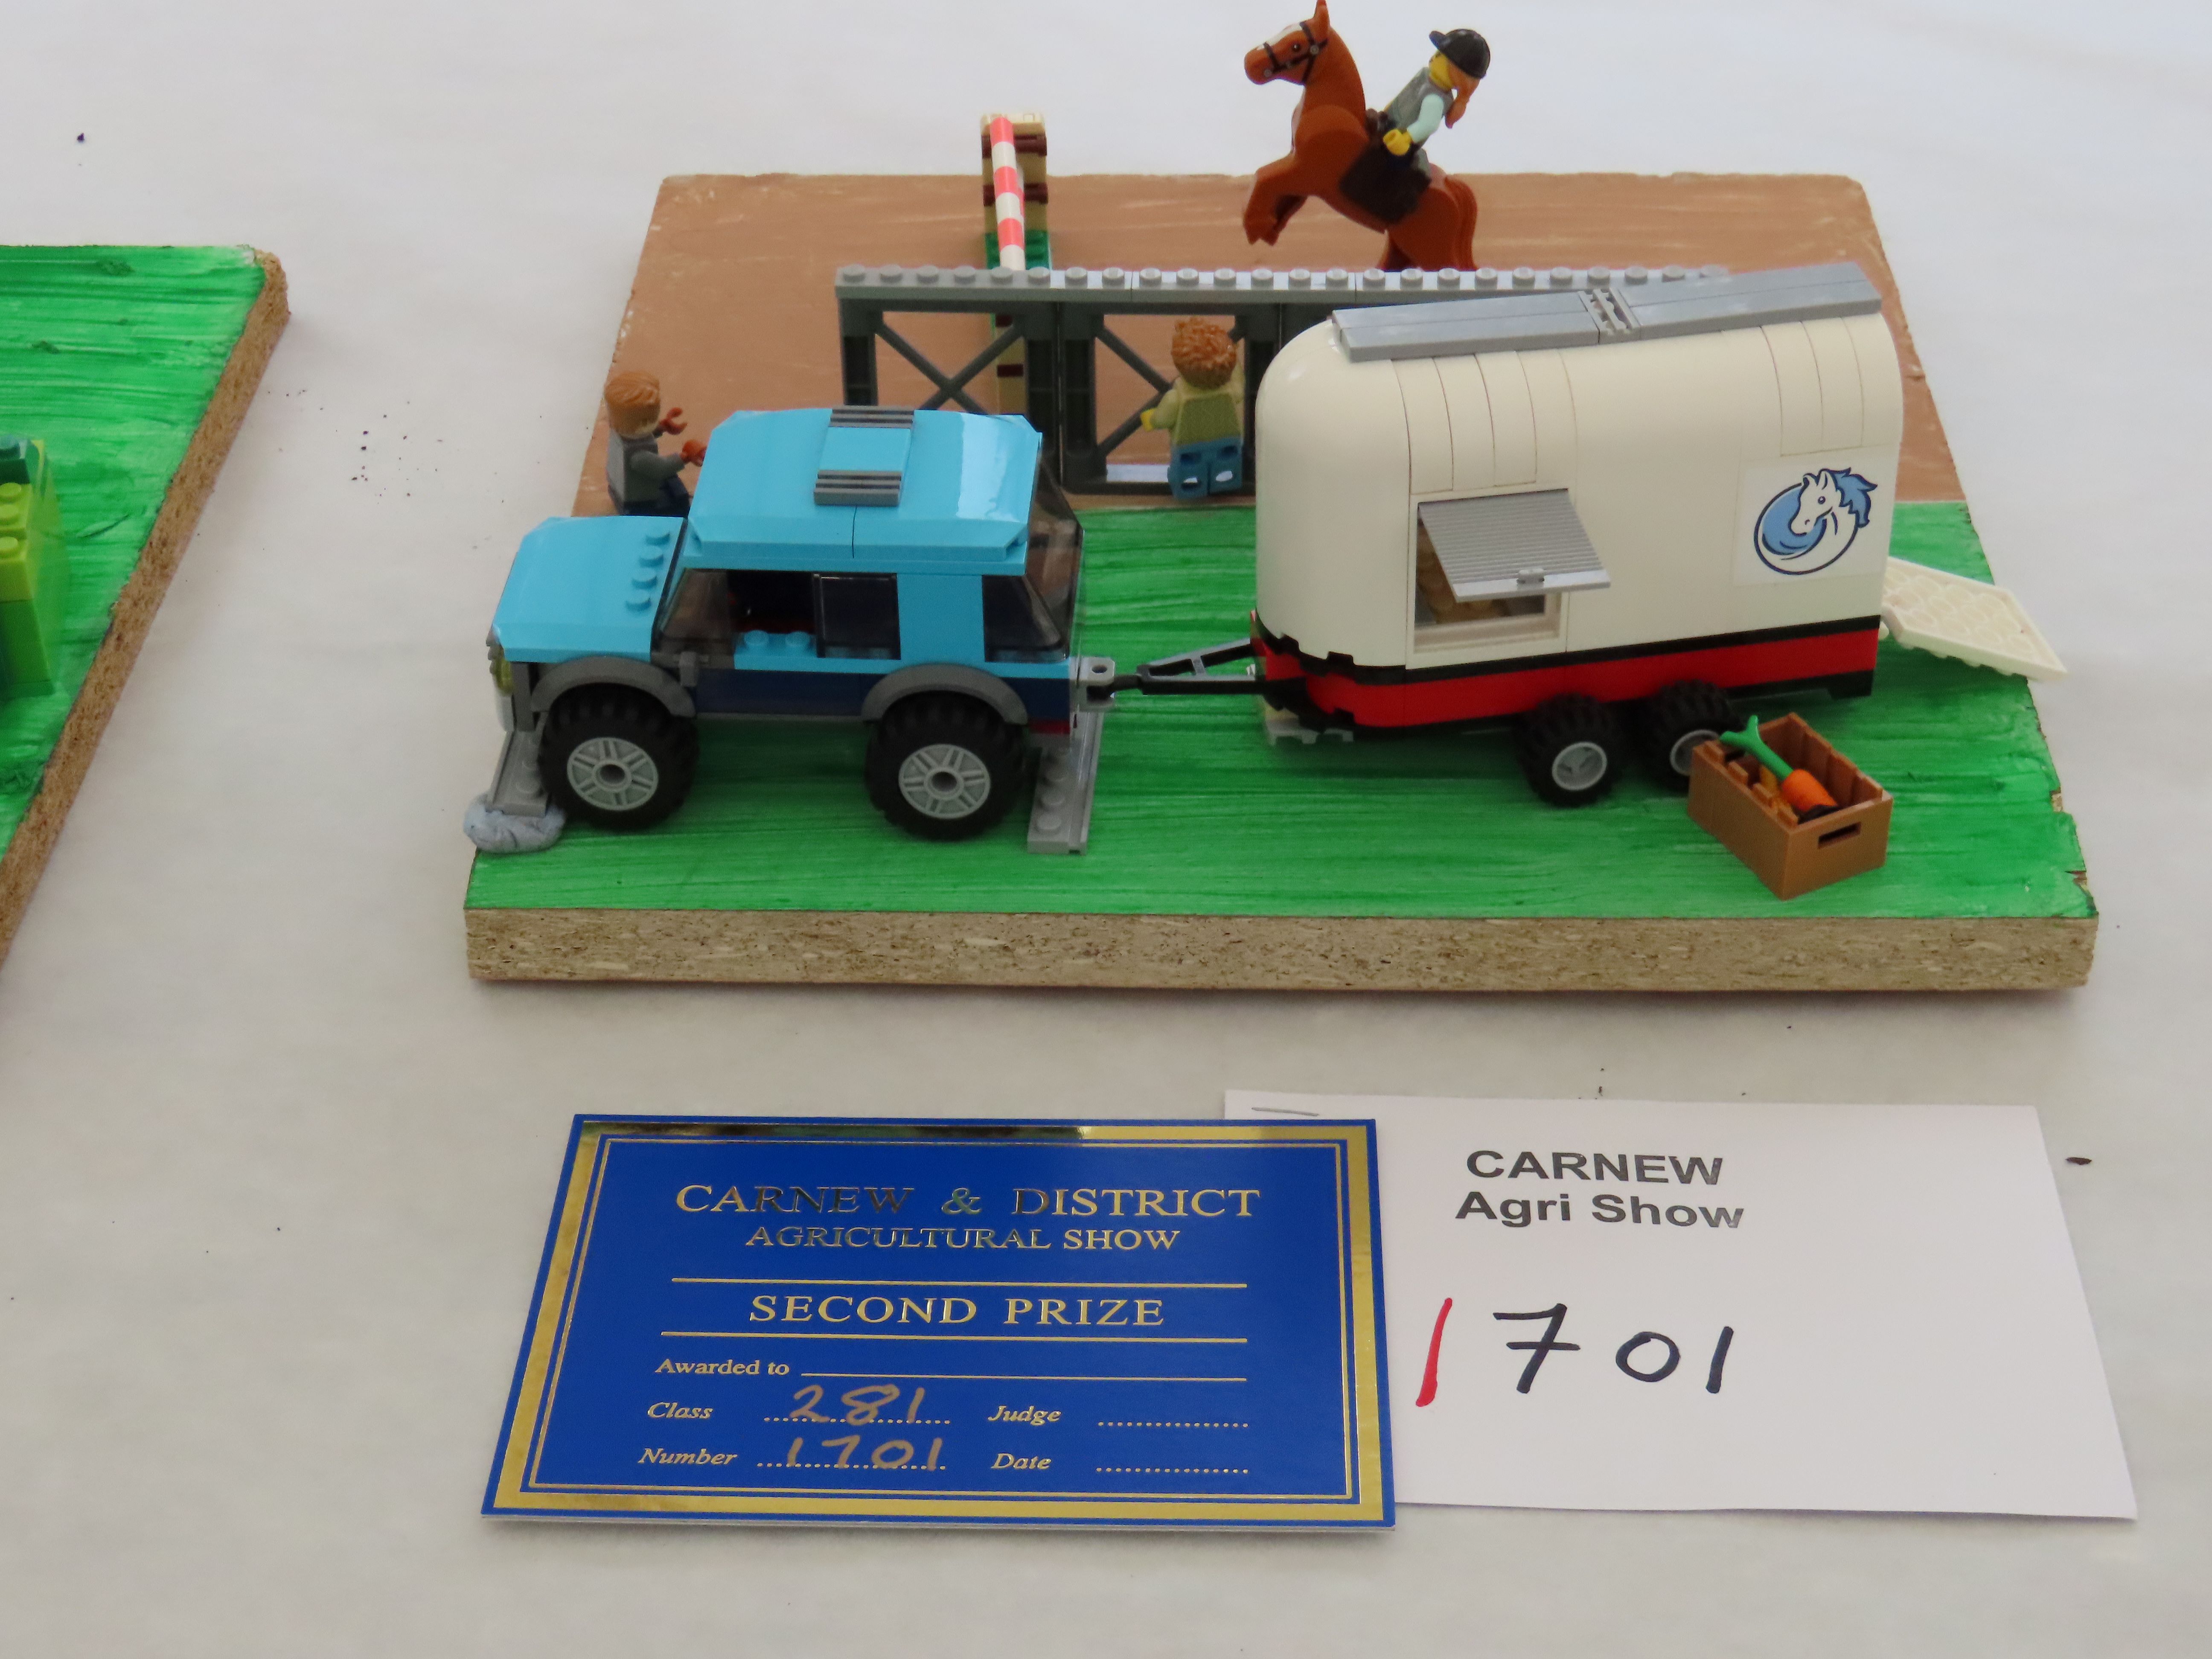 CARNEW & DISTRICT
AGRICULTURAL SHOW
SECOND PRIZE
Awarded to
Class 281 Judge
Number 1701 Date
CARNEW
Agri Show
1701